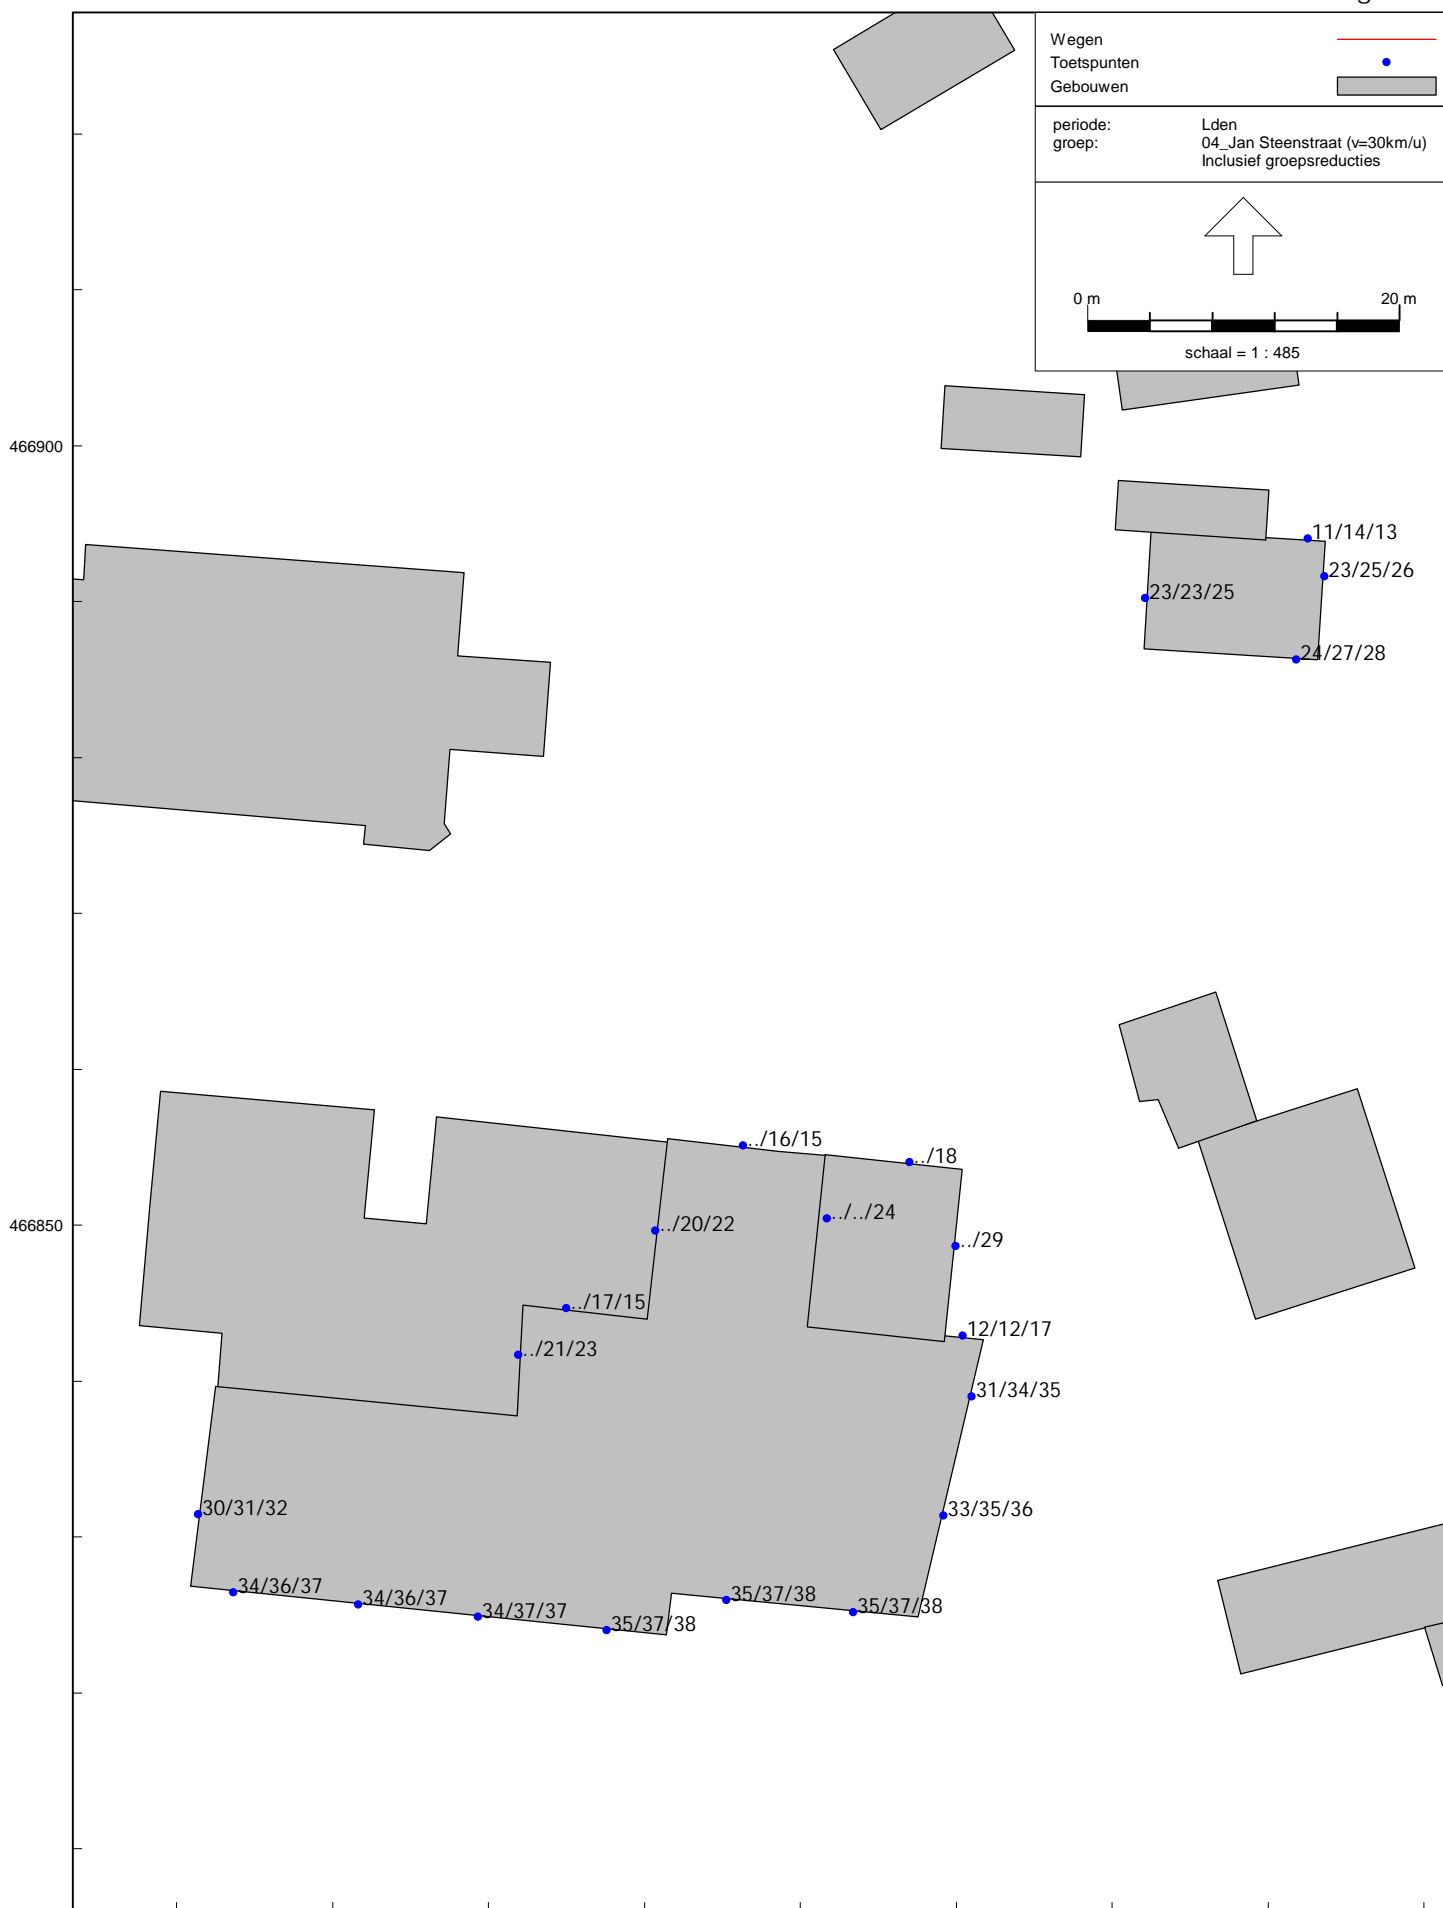 Wegen
Toetspunten
Gebouwen
periode: Lden
groep: 04_Jan Steenstraat (v=30km/u)
Inclusief groepsreducties
0 m 20 m
schaal = 1 : 485
466900
11/14/13
23/25/26
23/23/25
24/27/28
../16/15
../18
../../24
466850
../20/22
../29
../17/15
12/12/17
../21/23
31/34/35
30/31/32
33/35/36
34/36/37
34/36/37
34/37/37
35/37/38
35/37/38
35/37/38